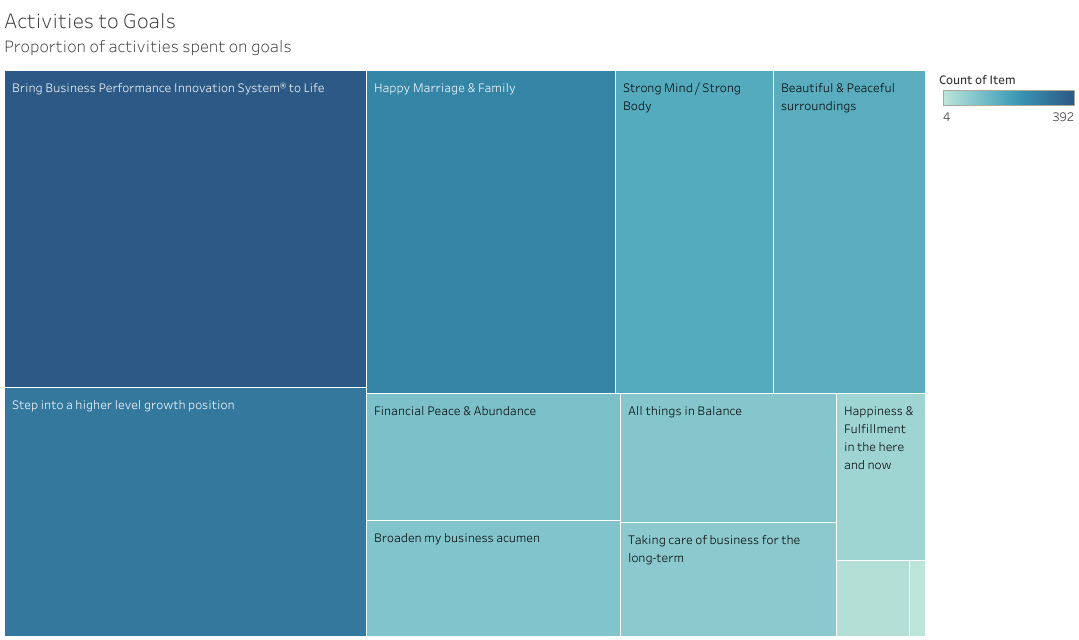 Activities to Goals
Proportion of activities spent on goals
Bring Business Performance Innovation System® to Life
Happy Marriage & Family
Strong Mind / Strong
Body
Beautiful & Peaceful
surroundings
Count of Item
4
392
Step into a higher level growth position
Financial Peace & Abundance
All things in Balance
Happiness &
Fulfillment
in the here
and now
Broaden my business acumen
Taking care of business for the
long-term